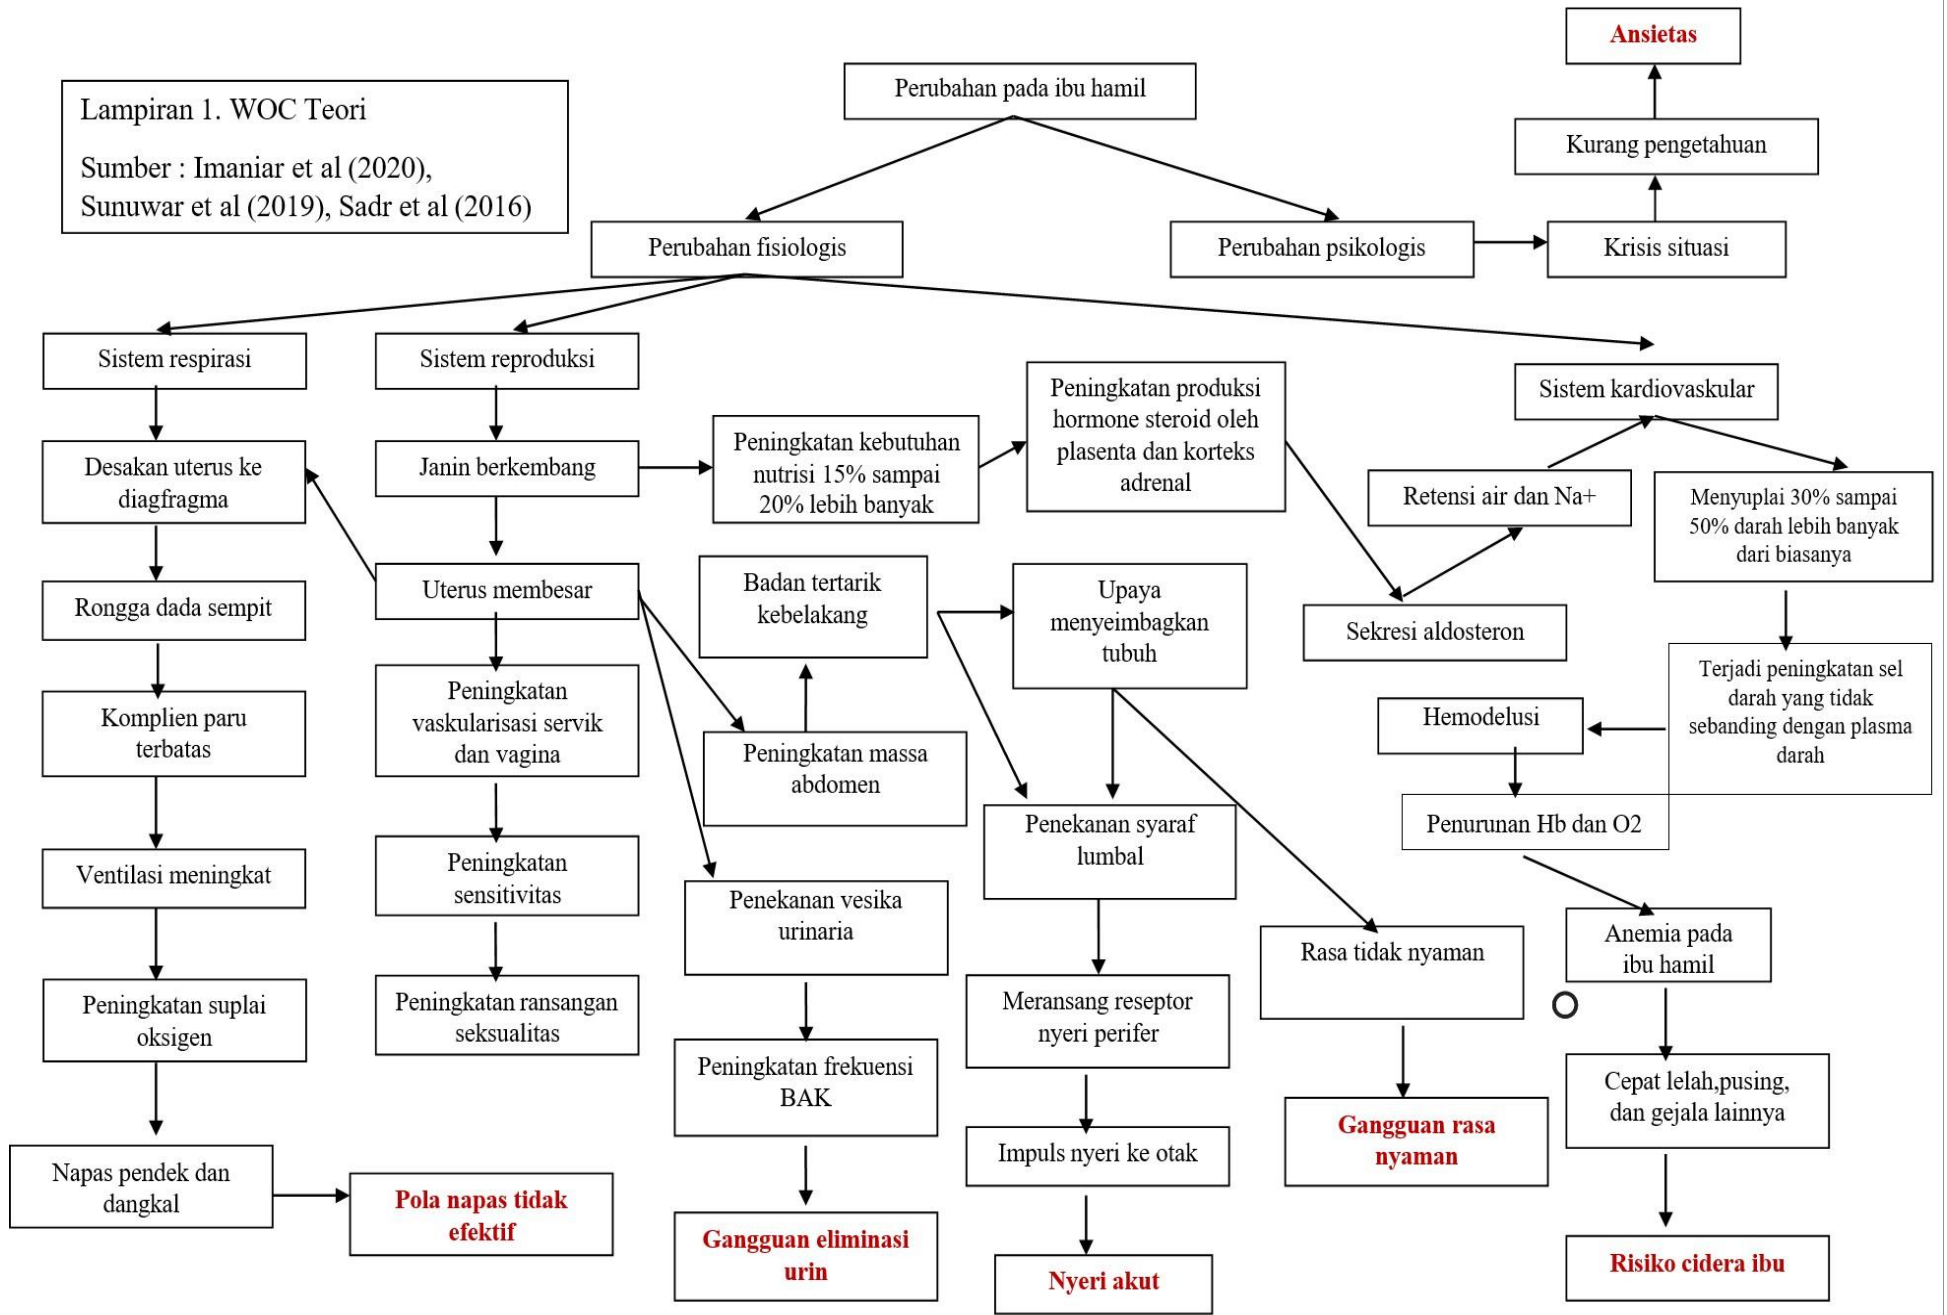 Ansietas
Perubahan pada ibu hamil
Lampiran 1. WOC Teori
Sumber : Imaniar et al (2020),
Sunuwar et al (2019), Sadr et al (2016)
Kurang pengetahuan
Perubahan fisiologis
Perubahan psikologis
Krisis situasi
Sistem respirasi
Sistem reproduksi
Sistem kardiovaskular
Desakan uterus ke
diagfragma
Janin berkembang
Peningkatan kebutuhan
nutrisi 15% sampai
20% lebih banyak
Peningkatan produksi
hormone steroid oleh
plasenta dan korteks
adrenal
Retensi air dan Na+
Menyuplai 30% sampai
50% darah lebih banyak
dari biasanya
Rongga dada sempit
Uterus membesar
Badan tertarik
kebelakang
Upaya
menyeimbagkan
tubuh
Sekresi aldosteron
Komplien paru
terbatas
Peningkatan
vaskularisasi servik
dan vagina
Peningkatan massa
abdomen
Hemodelusi
Terjadi peningkatan sel
darah yang tidak
sebanding dengan plasma
darah
Ventilasi meningkat
Peningkatan
sensitivitas
Penekanan vesika
urinaria
Penekanan syaraf
lumbal
Penurunan Hb dan O2
Peningkatan suplai
oksigen
Peningkatan ransangan
seksualitas
Peningkatan frekuensi
BAK
Meransang reseptor
nyeri perifer
Rasa tidak nyaman
Anemia pada
ibu hamil
Napas pendek dan
dangkal
Pola napas tidak
efektif
Gangguan eliminasi
urin
Impuls nyeri ke otak
Nyeri akut
Gangguan rasa
nyaman
Cepat lelah,pusing,
dan gejala lainnya
Risiko cidera ibu